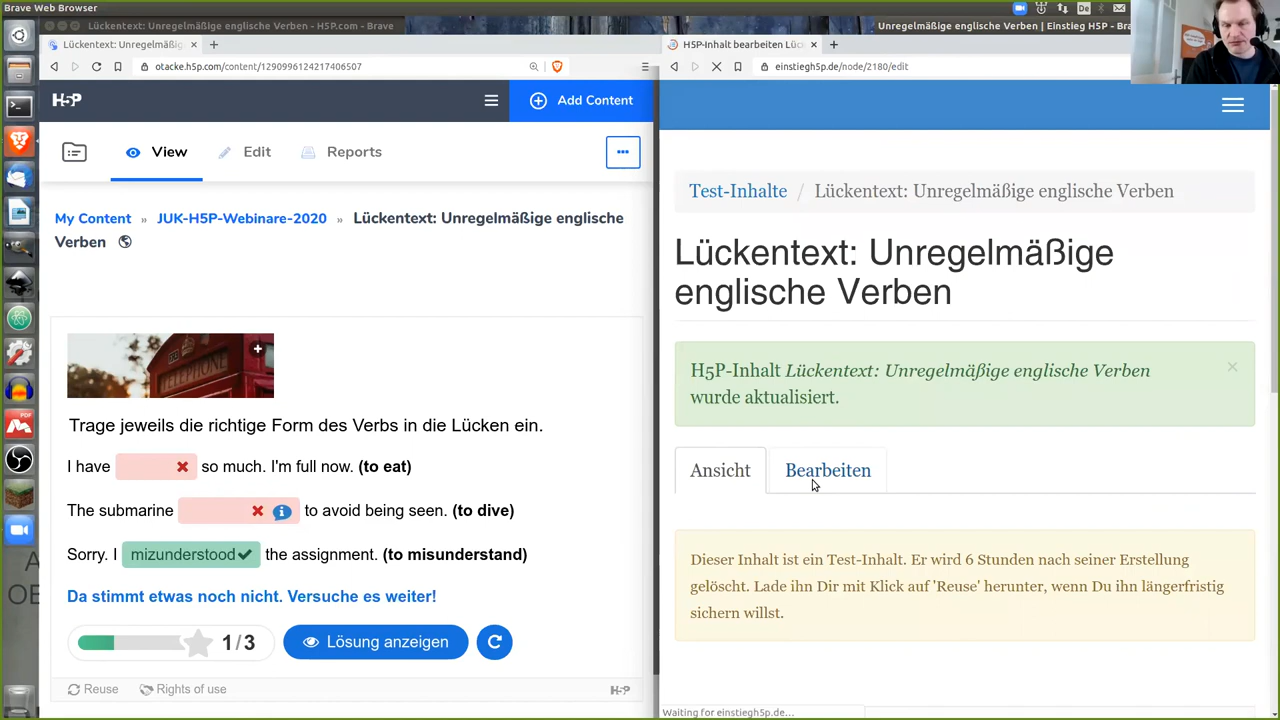 Brave Web Browser
De
Lückentext: Unregelmäßige englische Verben - H5P.com - Brave
Unregelmäßige englische Verben | Einstieg H5P - Bra
Lückentext: Unregelmäßig
H5P-Inhalt bearbeiten Lück
otacke.h5p.com/content/1290996124217406507
einstiegh5p.de/node/2180/edit
H5P
Add Content
View
Edit
Reports
My Content » JUK-H5P-Webinare-2020 » Lückentext: Unregelmäßige englische
Verben
TELEPHONE
Trage jeweils die richtige Form des Verbs in die Lücken ein.
I have so much. I'm full now. (to eat)
The submarine to avoid being seen. (to dive)
Sorry. I mizunderstood the assignment. (to misunderstand)
Da stimmt etwas noch nicht. Versuche es weiter!
1/3
Lösung anzeigen
Reuse
Rights of use
H5P
Test-Inhalte / Lückentext: Unregelmäßige englische Verben
Lückentext: Unregelmäßige
englische Verben
H5P-Inhalt Lückentext: Unregelmäßige englische Verben
wurde aktualisiert.
Ansicht
Bearbeiten
Dieser Inhalt ist ein Test-Inhalt. Er wird 6 Stunden nach seiner Erstellung
gelöscht. Lade ihn Dir mit Klick auf 'Reuse' herunter, wenn Du ihn längerfristig
sichern willst.
Waiting for einstiegh5p.de...